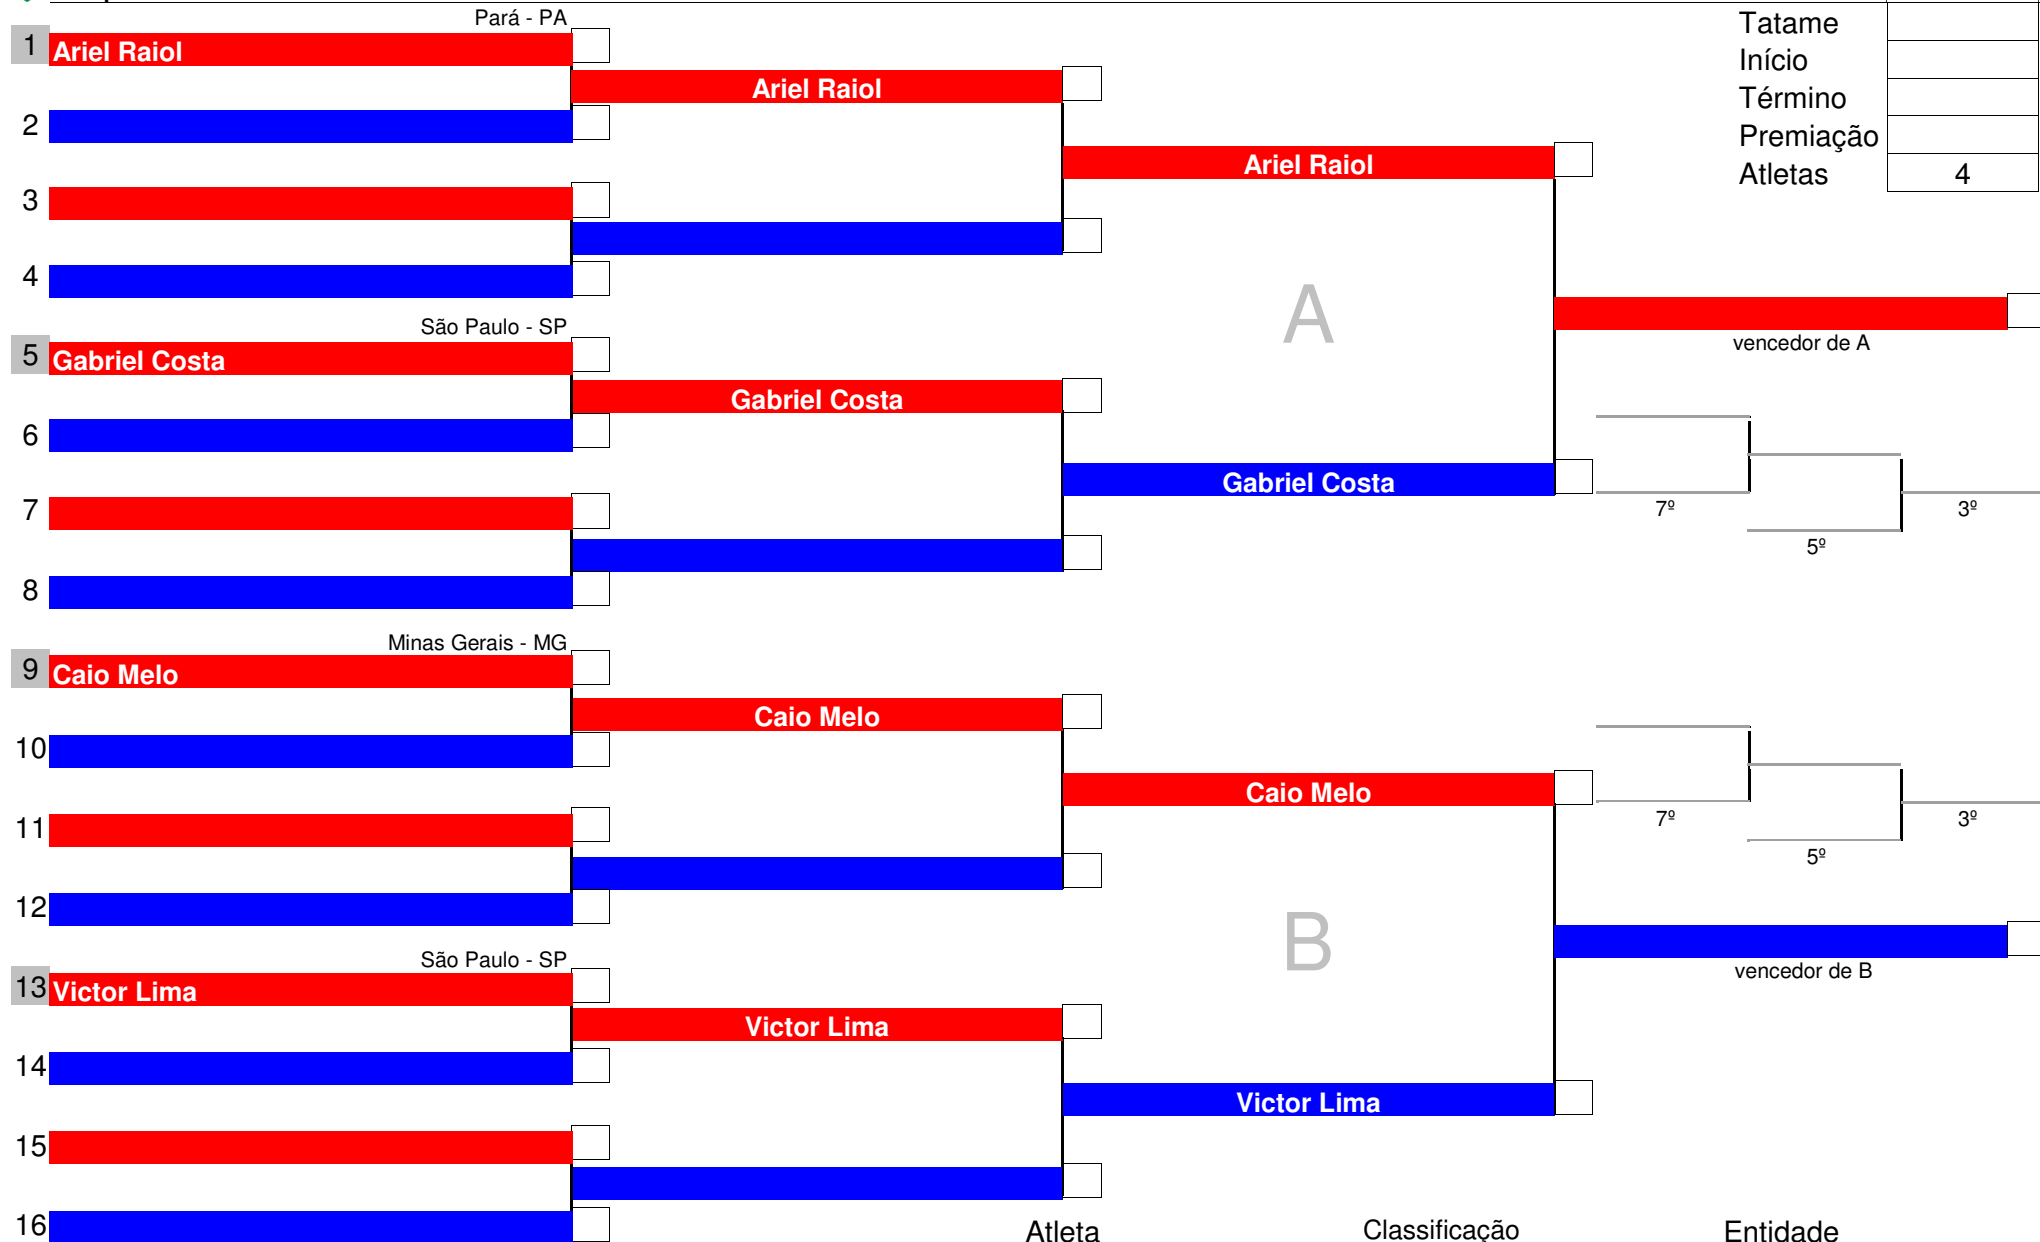 Pará - PA
Tatame
1 Ariel Raiol
Início
Ariel Raiol
Término
2
Premiação
Ariel Raiol
Atletas 4
3
4
A
São Paulo - SP
vencedor de A
5 Gabriel Costa
Gabriel Costa
6
Gabriel Costa
7
7º 3º
5º
8
Minas Gerais - MG
9 Caio Melo
Caio Melo
10
Caio Melo
11
7º 3º
5º
12
B
São Paulo - SP
vencedor de B
13 Victor Lima
Victor Lima
14
Victor Lima
15
16
Atleta Classificação Entidade